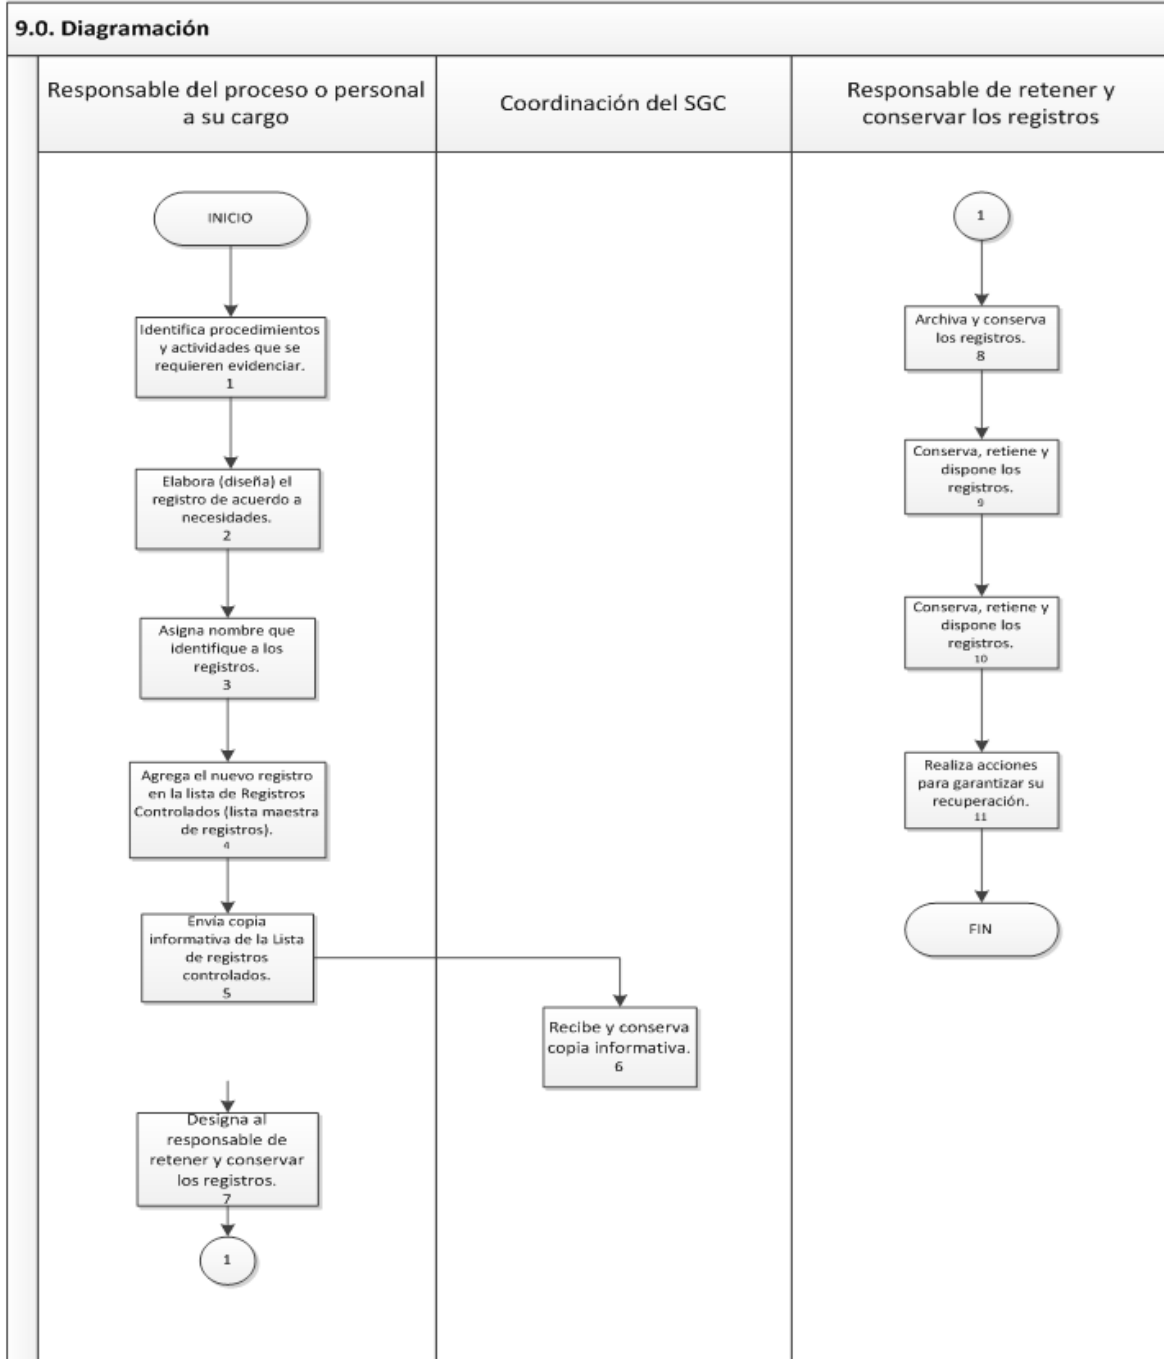 9.0. Diagramación
Responsable del proceso o personal
a su cargo
Coordinación del SGC
Responsable de retener y
conservar los registros
INICIO
Identifica procedimientos
y actividades que se
requieren evidenciar.
1
Elabora (diseña) el
registro de acuerdo a
necesidades.
2
Asigna nombre que
identifique a los
registros.
3
Agrega el nuevo registro
en la lista de Registros
Controlados (lista maestra
de registros).
4
Envía copia
informativa de la Lista
de registros
controlados.
5
Recibe y conserva
copia informativa.
6
Designa al
responsable de
retener y conservar
los registros.
7
1
1
Archiva y conserva
los registros.
8
Conserva, retiene y
dispone los
registros.
9
Conserva, retiene y
dispone los
registros.
10
Realiza acciones
para garantizar su
recuperación.
11
FIN